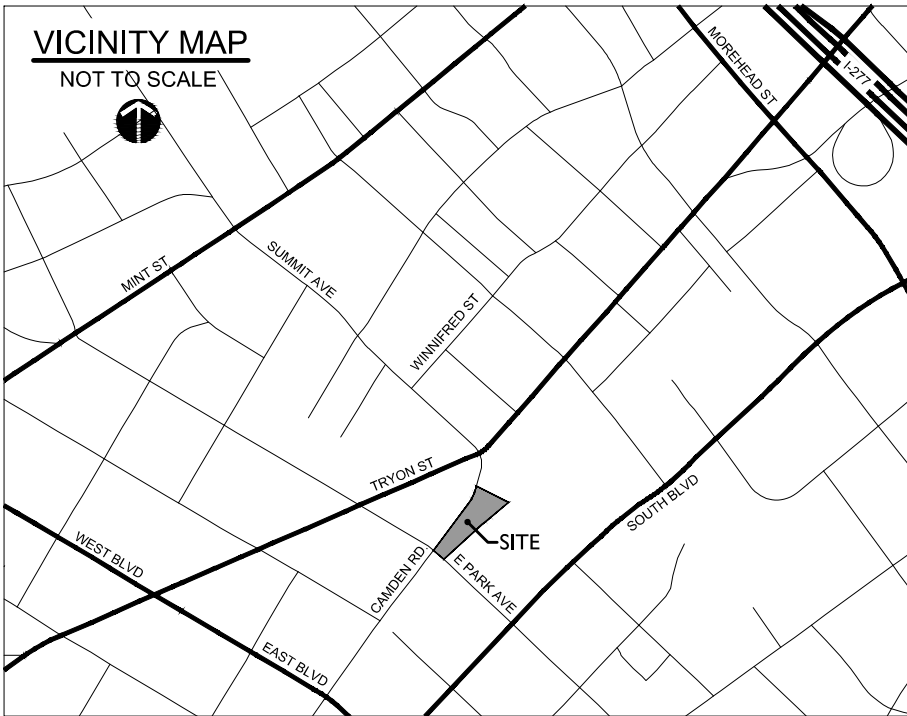 VICINITY MAP
NOT TO SCALE
MOREHEAD ST
I-277
MINT ST
SUMMIT AVE
WINNIFRED ST
TRYON ST
SOUTH BLVD
SITE
WEST BLVD
CAMDEN RD
E PARK AVE
EAST BLVD